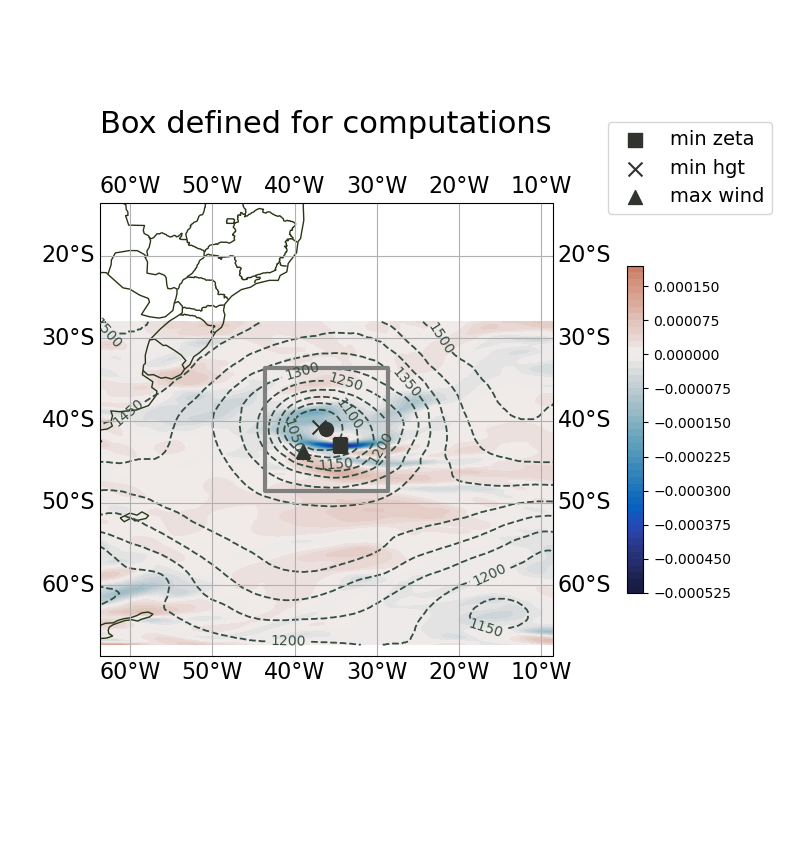 Box defined for computations
min zeta
min hgt
max wind
60°W 50°W 40°W 30°W 20°W 10°W
20°S 20°S
30°S 30°S
40°S 40°S
50°S 50°S
60°S 60°S
60°W 50°W 40°W 30°W 20°W 10°W
1500
1500
1300
1250
1350
1450
1100
1050
1200
1150
1200
1150
1200
0.000150
0.000075
0.000000
−0.000075
−0.000150
−0.000225
−0.000300
−0.000375
−0.000450
−0.000525